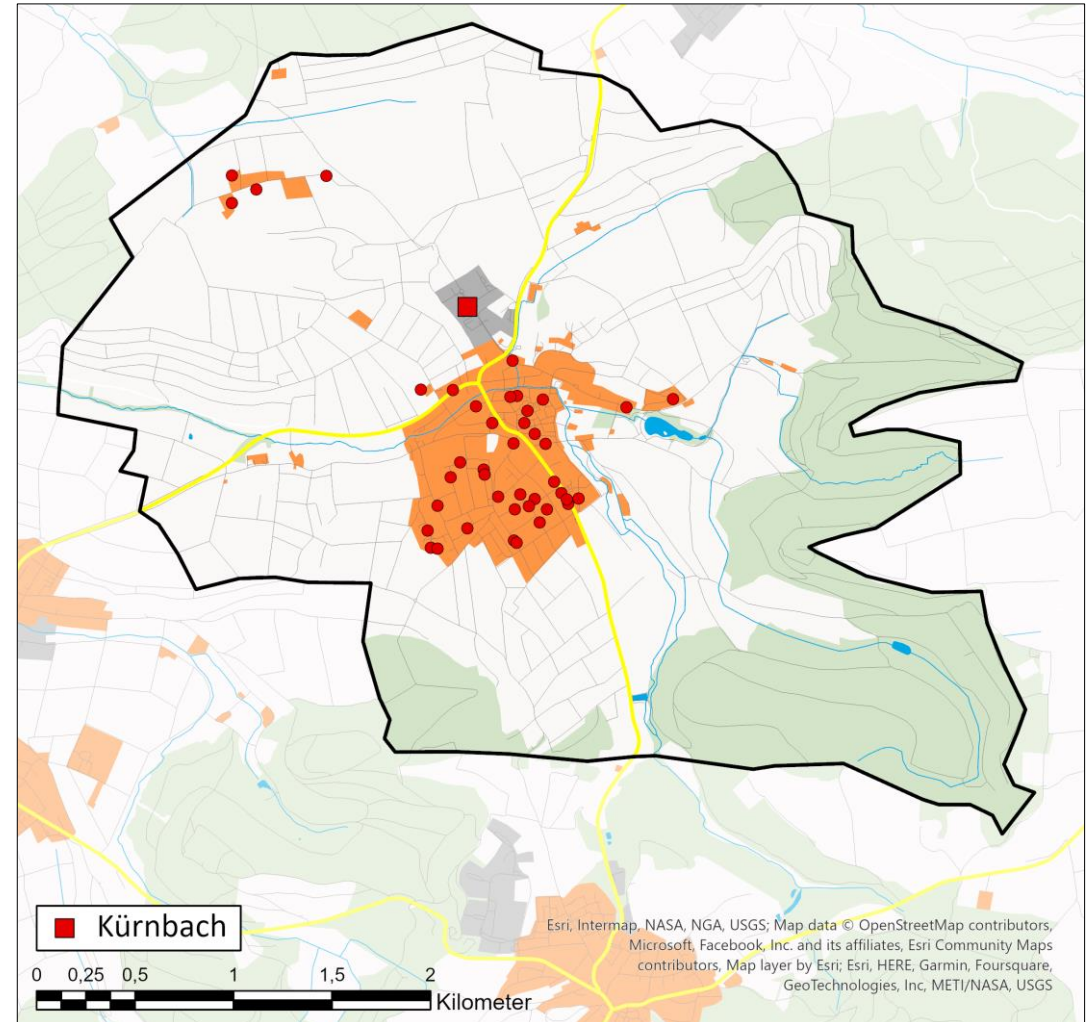 Kürnbach
Esri, Intermap, NASA, NGA, USGS; Map data © OpenStreetMap contributors,
Microsoft, Facebook, Inc. and its affiliates, Esri Community Maps
contributors, Map layer by Esri; Esri, HERE, Garmin, Foursquare,
GeoTechnologies, Inc, METI/NASA, USGS
0 0,25 0,5 1 1,5 2
Kilometer